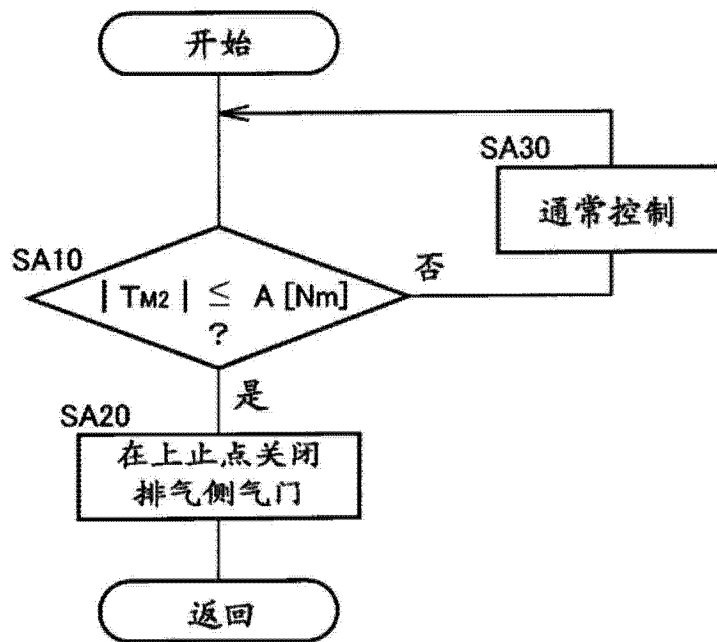 开始
SA30
通常控制
SA10
| TM2 | ≤ A [Nm]
?
否
是
SA20
在上止点关闭
排气侧气门
返回